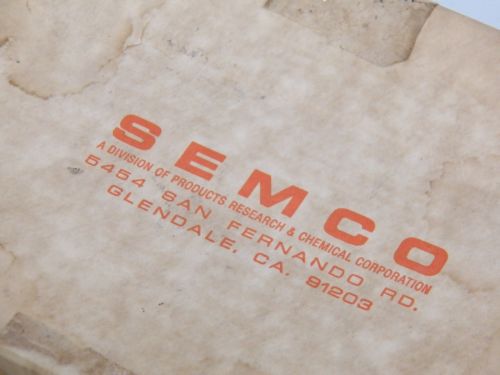 SEMCO
A DIVISION OF PRODUCTS RESEARCH & CHEMICAL CORPORATION
5454 SAN FERNANDO RD.
GLENDALE, CA. 91203